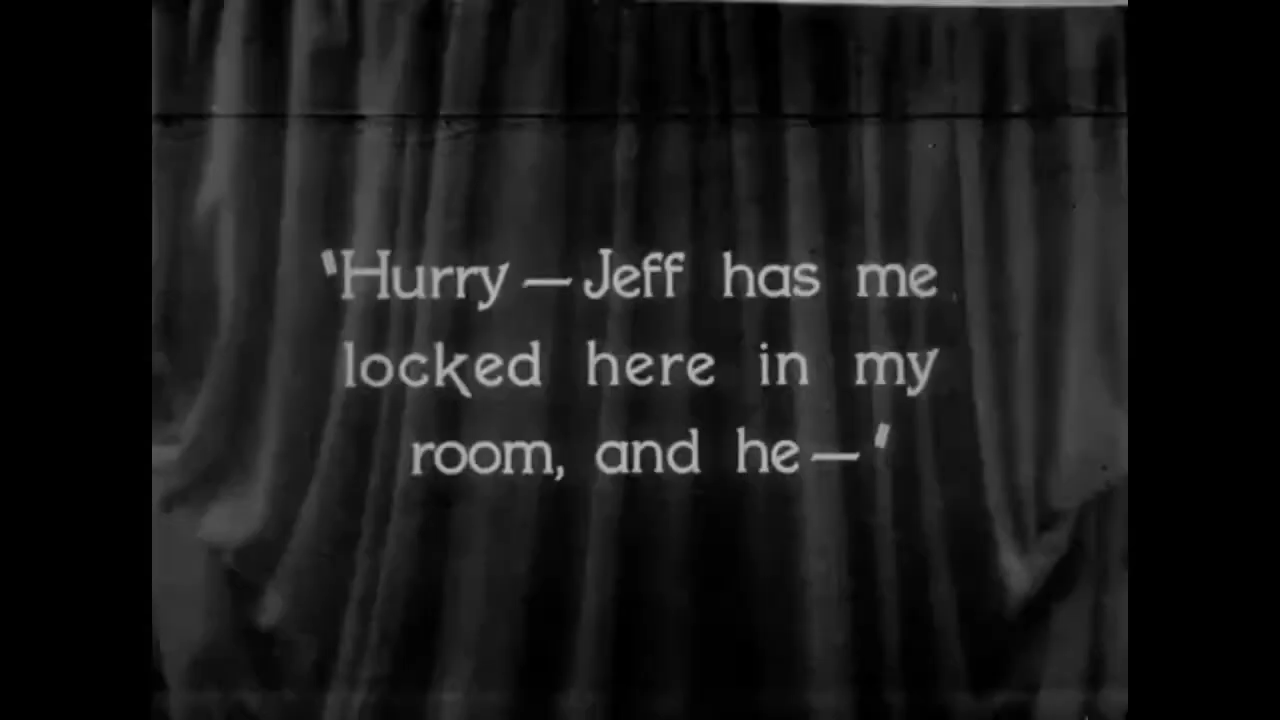 "Hurry — Jeff has me
locked here in my
room, and he — "